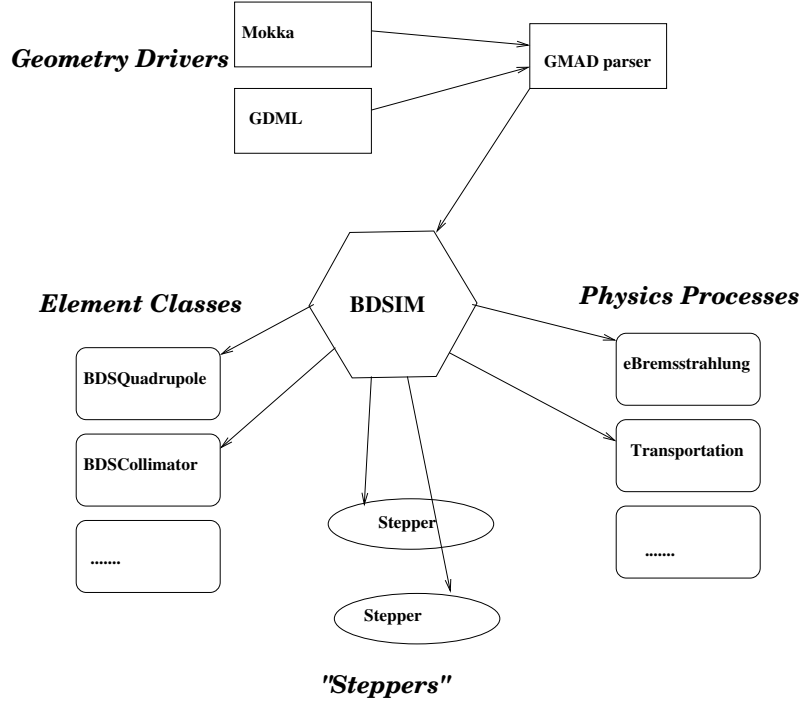 Mokka
Geometry Drivers
GMAD parser
GDML
Element Classes
BDSIM
Physics Processes
BDSQuadrupole
eBremsstrahlung
BDSCollimator
Transportation
Stepper
.......
.......
Stepper
"Steppers"